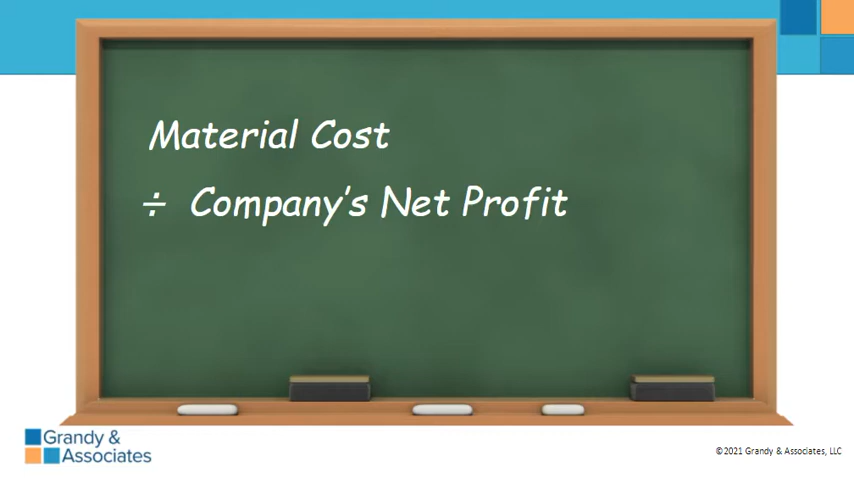 Material Cost
÷ Company's Net Profit
Grandy &
Associates
©2021 Grandy & Associates, LLC